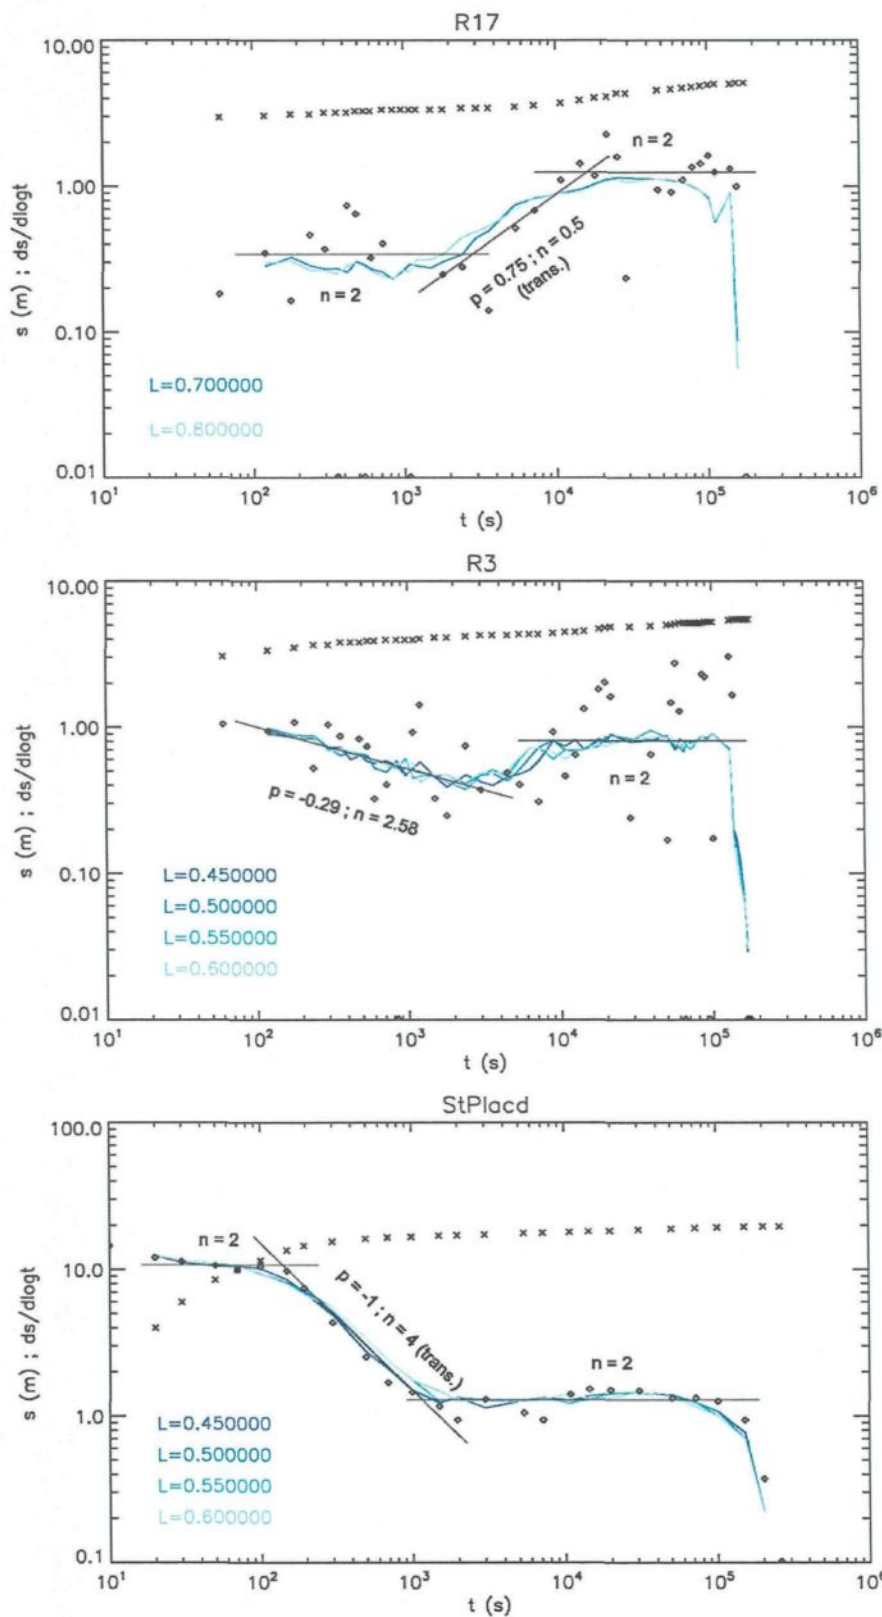 R17
10.00
1.00
0.10
0.01
s (m) ; ds/dlogt
n = 2
n = 2
p = 0.75 ; n = 0.5
(trans.)
L=0.700000
L=0.800000
10¹ 10² 10³ 10⁴ 10⁵ 10⁶
t (s)
R3
10.00
1.00
0.10
0.01
s (m) ; ds/dlogt
p = -0.29 ; n = 2.58
n = 2
L=0.450000
L=0.500000
L=0.550000
L=0.600000
10¹ 10² 10³ 10⁴ 10⁵ 10⁶
t (s)
StPlacd
100.0
10.0
1.0
0.1
s (m) ; ds/dlogt
n = 2
p = -1 ; n = 4 (trans.)
n = 2
L=0.450000
L=0.500000
L=0.550000
L=0.600000
10¹ 10² 10³ 10⁴ 10⁵ 10⁶
t (s)